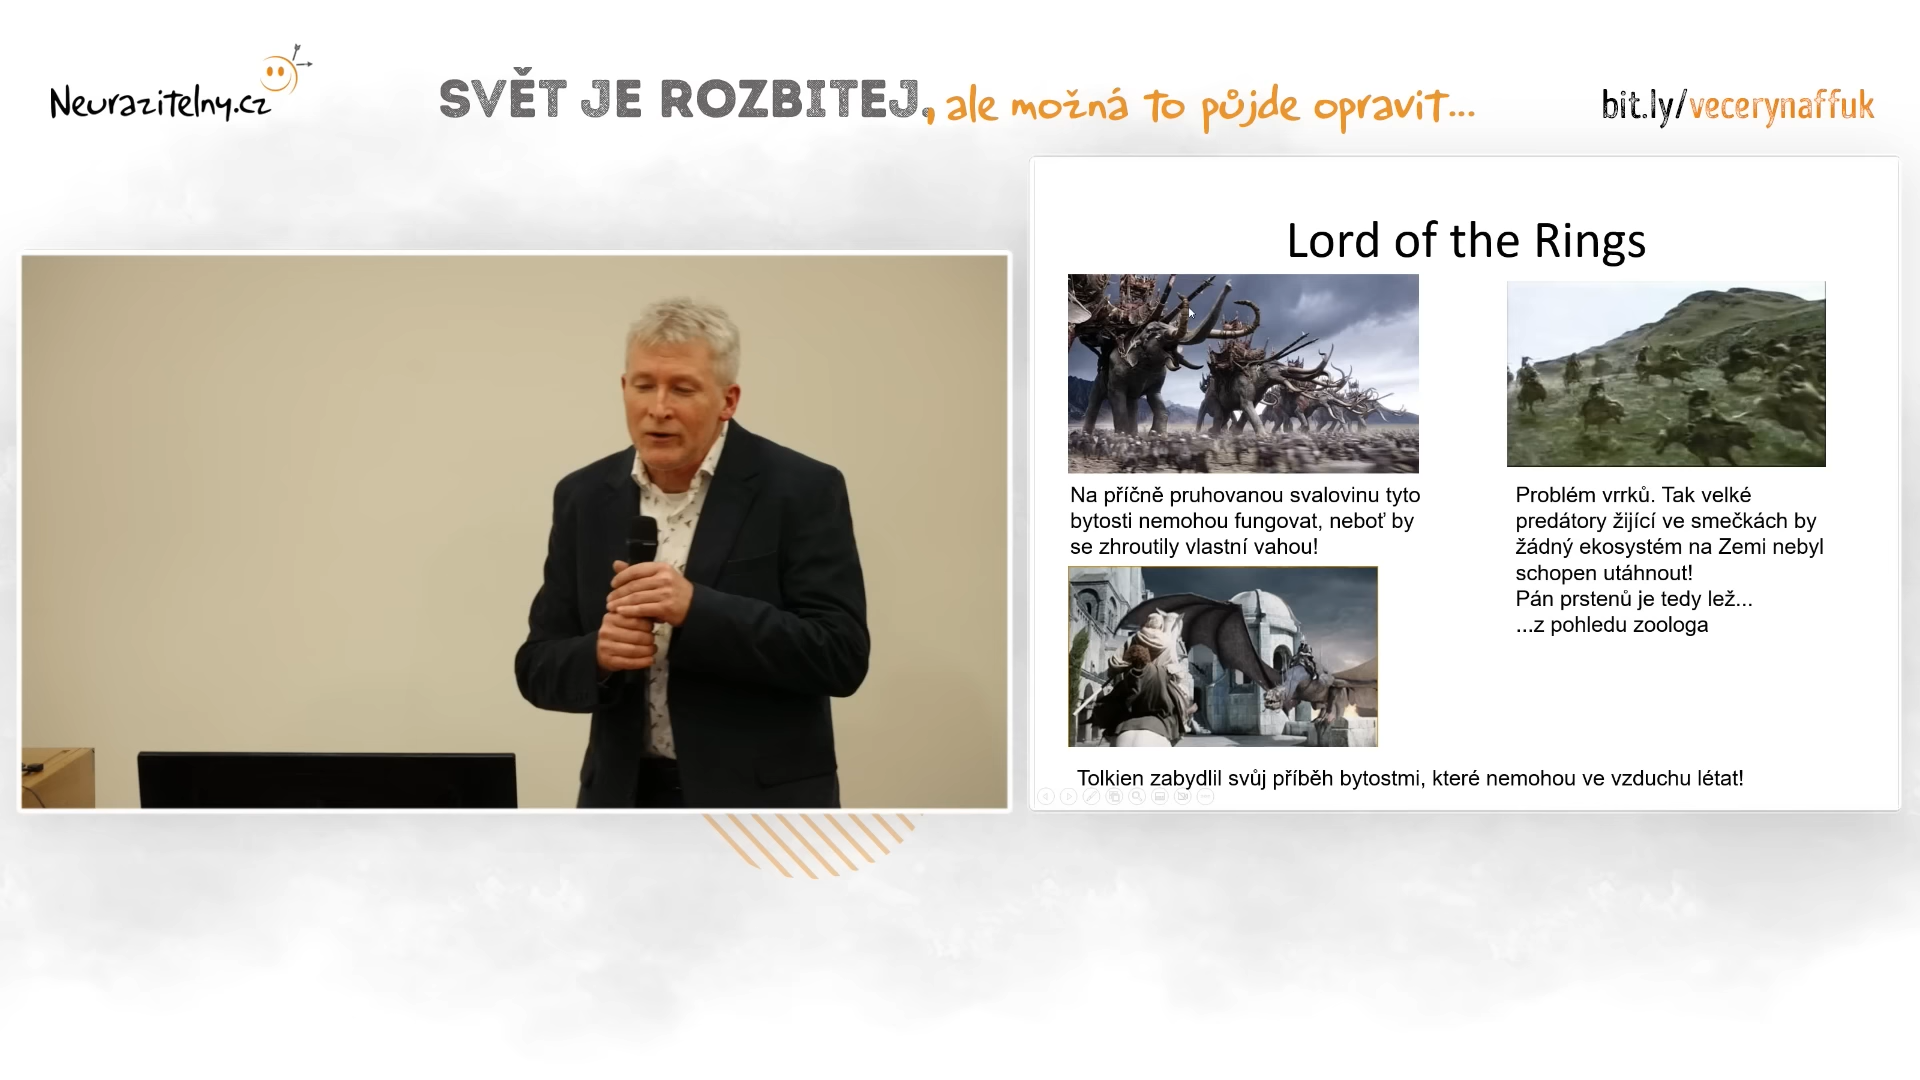 Neurazitelny.cz
SVĚT JE ROZBITEJ, ale možná to půjde opravit...
bit.ly/vecerynaffuk
Lord of the Rings
Na příčně pruhovanou svalovinu tyto
bytosti nemohou fungovat, neboť by
se zhroutily vlastní vahou!
Problém vrrků. Tak velké
predátory žijící ve smečkách by
žádný ekosystém na Zemi nebyl
schopen utáhnout!
Pán prstenů je tedy lež...
...z pohledu zoologa
Tolkien zabydlil svůj příběh bytostmi, které nemohou ve vzduchu létat!